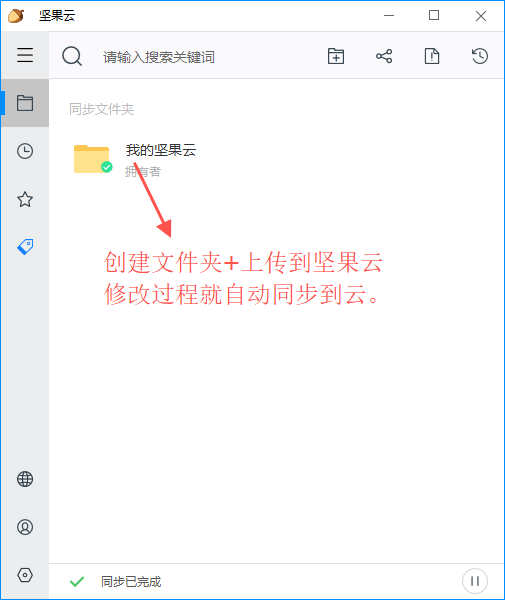 坚果云
请输入搜索关键词
同步文件夹
我的坚果云
拥有者
创建文件夹+上传到坚果云
修改过程就自动同步到云。
同步已完成